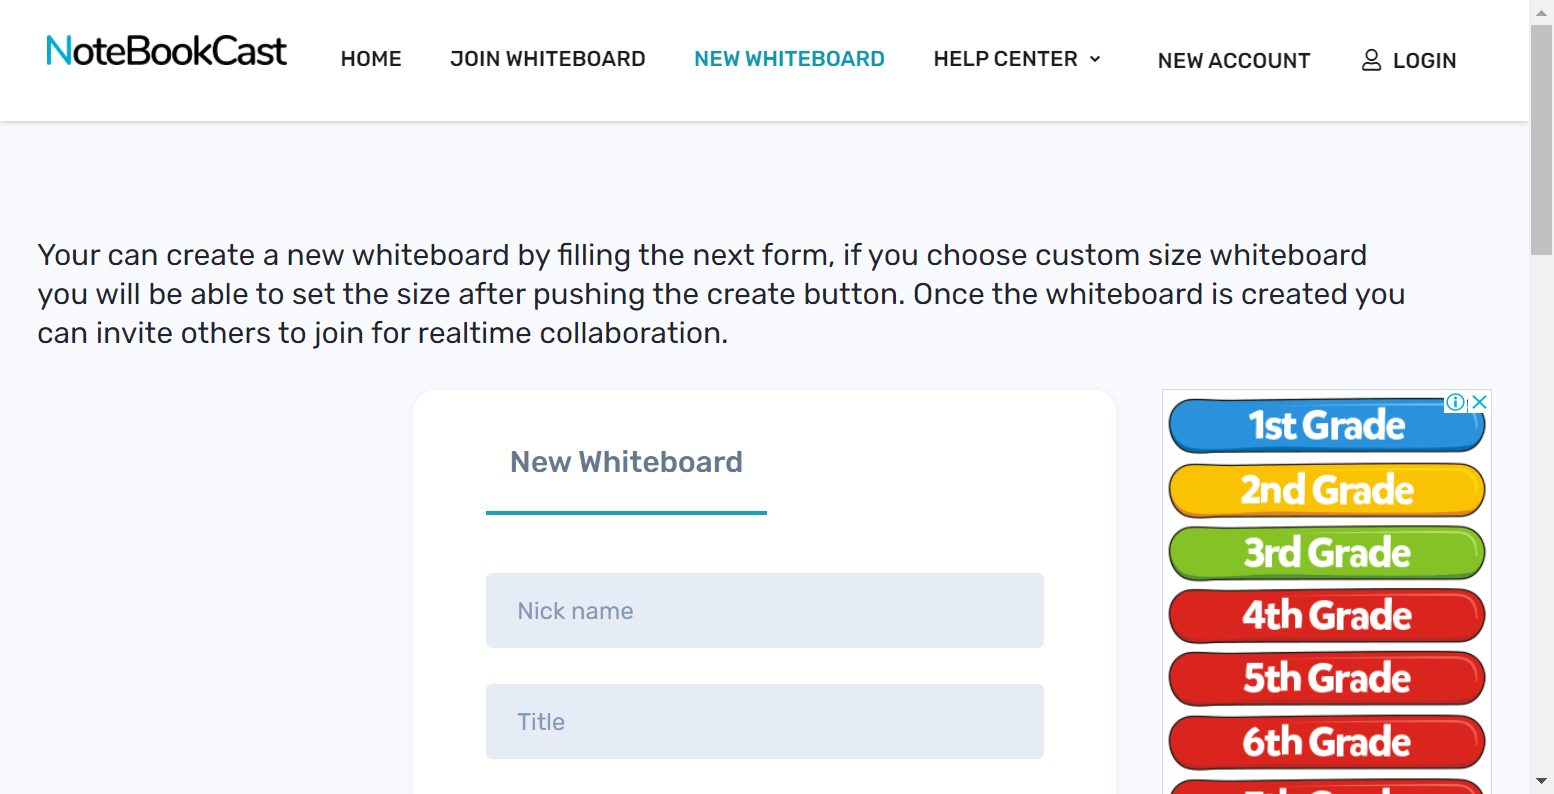 NoteBookCast
HOME
JOIN WHITEBOARD
NEW WHITEBOARD
HELP CENTER
NEW ACCOUNT
LOGIN
Your can create a new whiteboard by filling the next form, if you choose custom size whiteboard
you will be able to set the size after pushing the create button. Once the whiteboard is created you
can invite others to join for realtime collaboration.
New Whiteboard
Nick name
Title
1st Grade
2nd Grade
3rd Grade
4th Grade
5th Grade
6th Grade